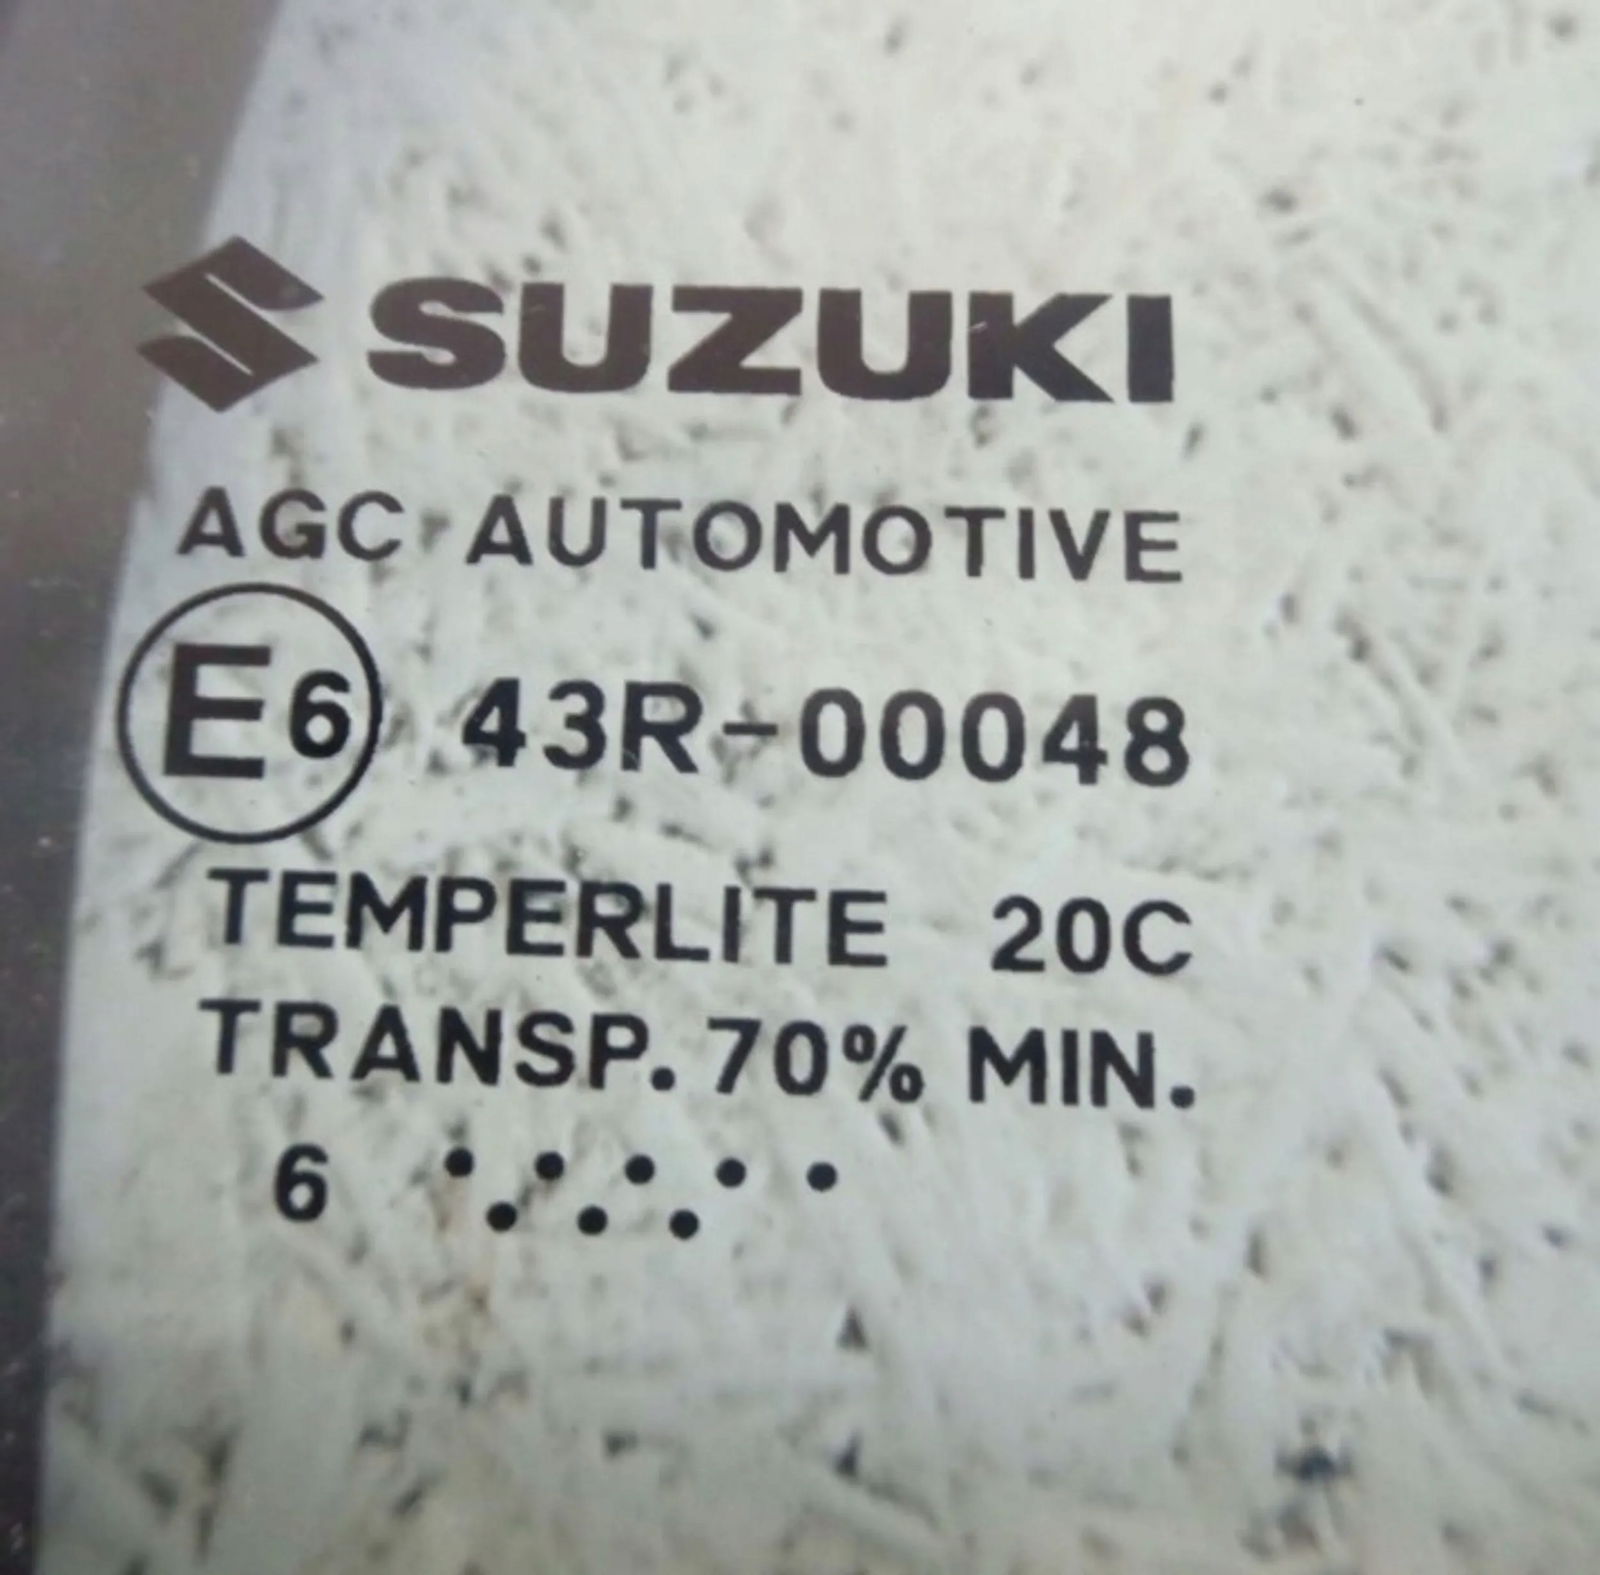 SUZUKI
AGC AUTOMOTIVE
E6 43R-00048
TEMPERLITE 20C
TRANSP. 70% MIN.
6